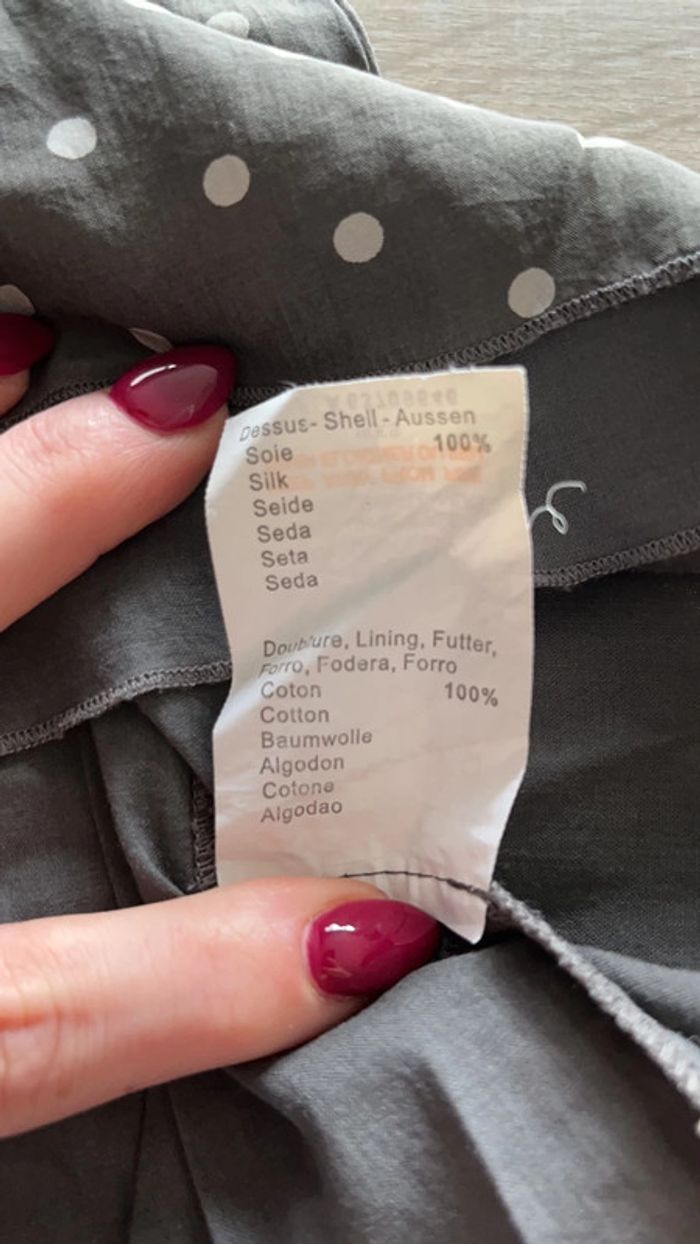 Dessus- Shell - Aussen
Soie 100%
Silk
Seide
Seda
Seta
Seda
Doublure, Lining, Futter,
Forro, Fodera, Forro
Coton 100%
Cotton
Baumwolle
Algodon
Cotone
Algodao